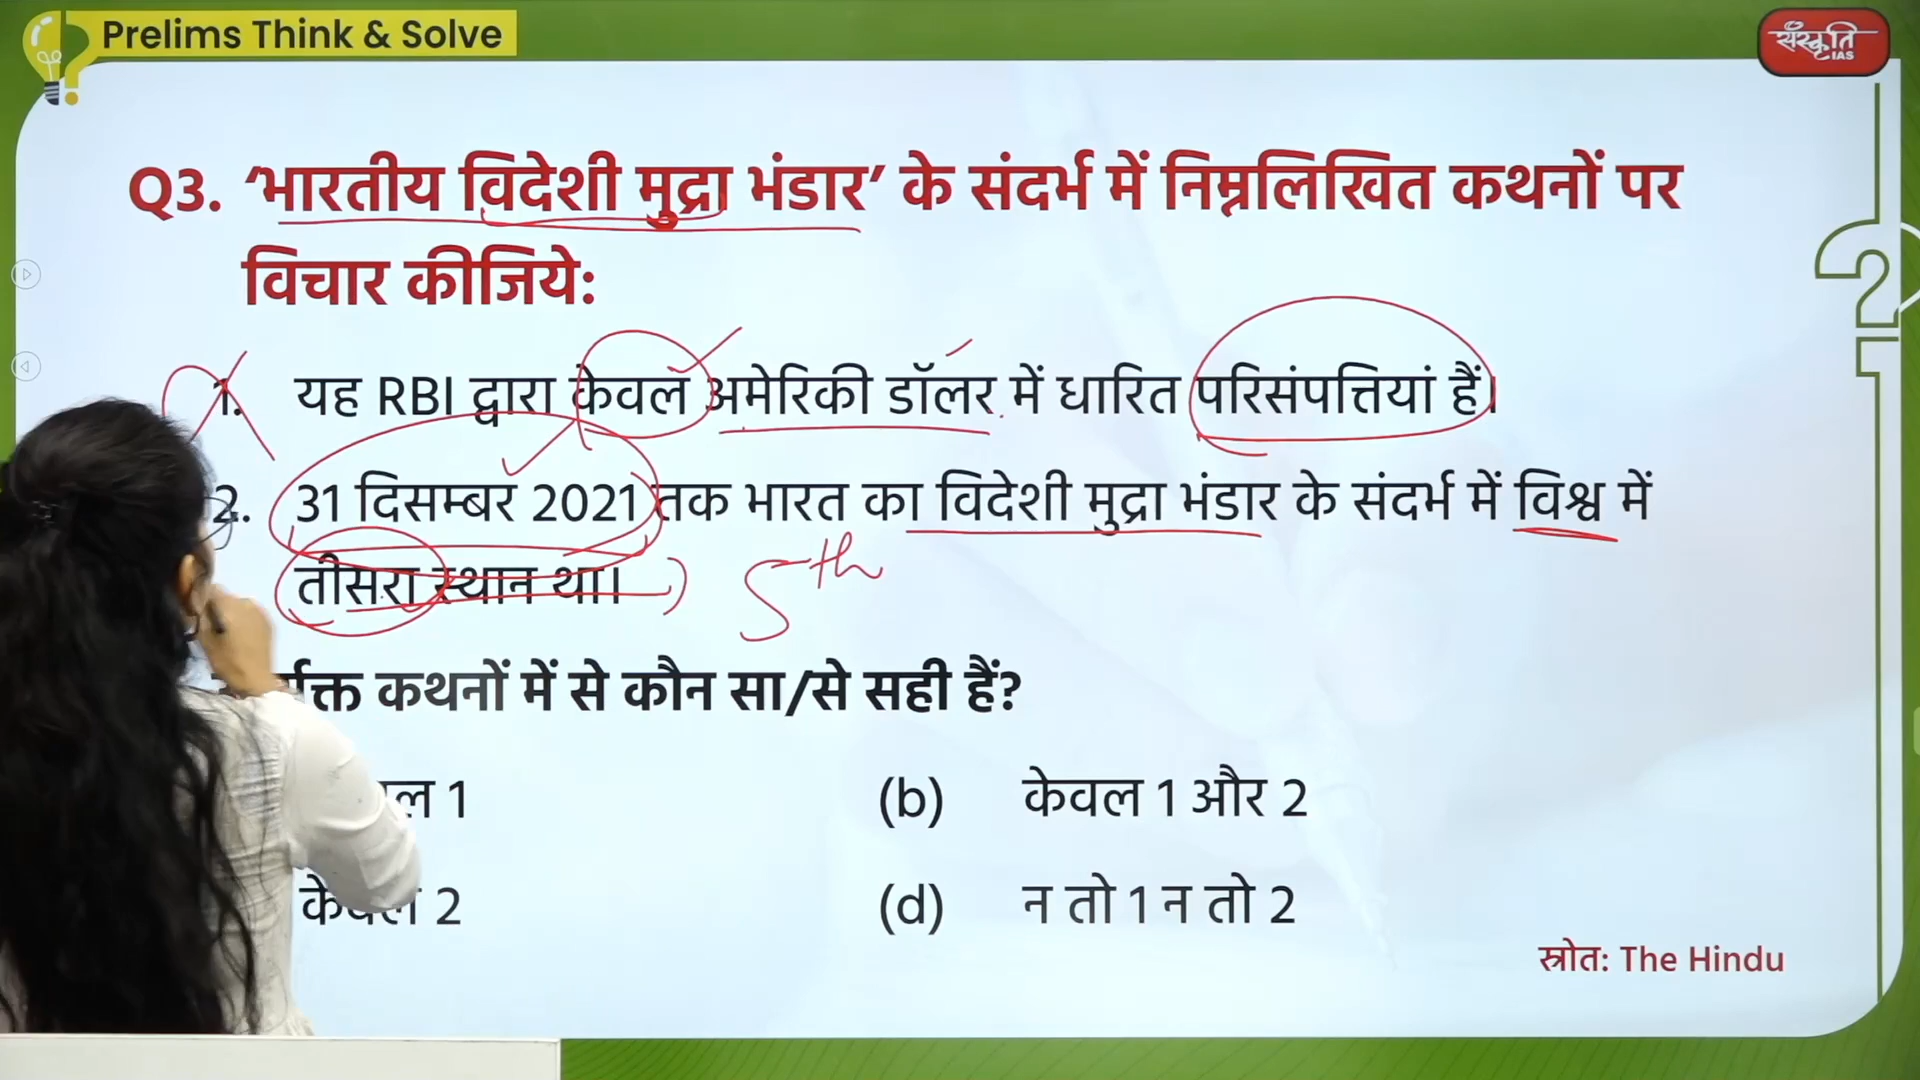 Prelims Think & Solve
संस्कृति
IAS
Q3. ‘भारतीय विदेशी मुद्रा भंडार’ के संदर्भ में निम्नलिखित कथनों पर
विचार कीजिये:
1. यह RBI द्वारा केवल अमेरिकी डॉलर में धारित परिसंपत्तियां हैं।
2. 31 दिसम्बर 2021 तक भारत का विदेशी मुद्रा भंडार के संदर्भ में विश्व में
तीसरा स्थान था। 5th
कथनों में से कौन सा/से सही हैं?
1
(b) केवल 1 और 2
केवल 2
(d) न तो 1 न तो 2
स्रोत: The Hindu